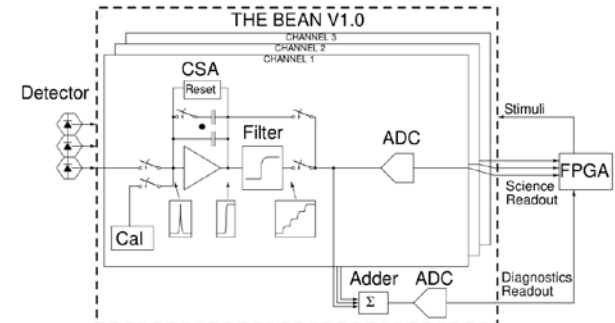 THE BEAN V1.0
CHANNEL 3
CHANNEL 2
CHANNEL 1
CSA
Reset
Detector
Filter
ADC
Stimuli
FPGA
Science
Readout
Cal
Adder
ADC
Σ
Diagnostics
Readout